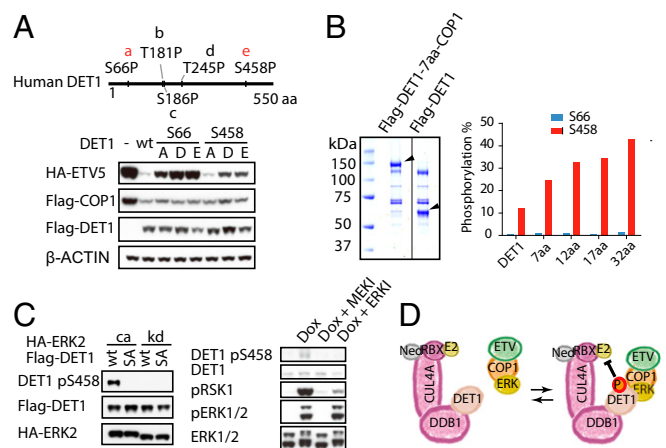 A
b
a T181P d e
S66P T245P S458P
Human DET1
1 S186P 550 aa
c
DET1 - wt S66 S458
A D E A D E
HA-ETV5
Flag-COP1
Flag-DET1
β-ACTIN
B
Flag-DET1-7aa-COP1
Flag-DET1
kDa
150
100
75
50
37
S66
S458
Phosphorylation %
50
40
30
20
10
0
DET1 7aa 12aa 17aa 32aa
C
HA-ERK2 ca kd
Flag-DET1 wt SA wt SA
DET1 pS458
Flag-DET1
HA-ERK2
Dox
Dox + MEKI
Dox + ERKI
DET1 pS458
DET1
pRSK1
pERK1/2
ERK1/2
D
Ned RBX E2 ETV
COP1
CUL4A ERK
DET1
DDB1
Ned RBX E2 ETV
P COP1
CUL4A ERK
DET1
DDB1